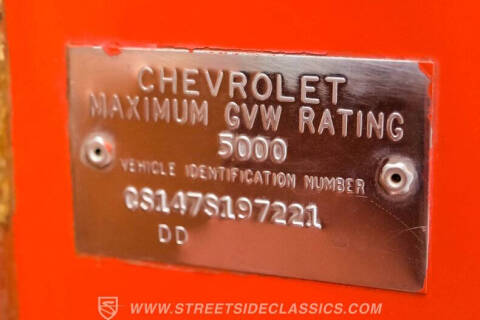 CHEVROLET
MAXIMUM GVW RATING
5000
VEHICLE IDENTIFICATION NUMBER
CS147S197221
DD
WWW.STREETSIDECLASSICS.COM